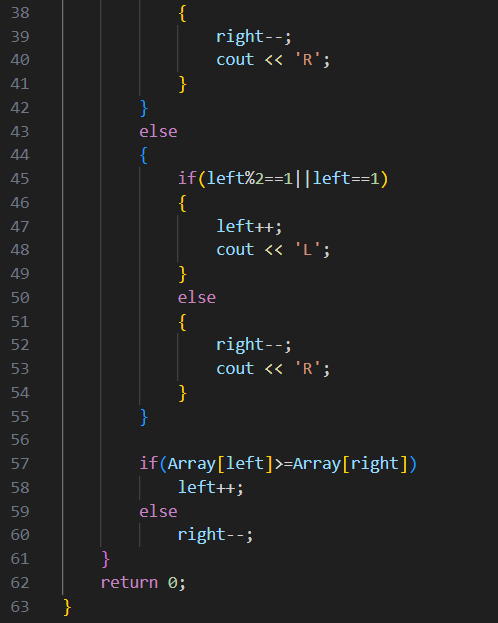 38 {
39 right--;
40 cout << 'R';
41 }
42 }
43 else
44 {
45 if(left%2==1||left==1)
46 {
47 left++;
48 cout << 'L';
49 }
50 else
51 {
52 right--;
53 cout << 'R';
54 }
55 }
56
57 if(Array[left]>=Array[right])
58 left++;
59 else
60 right--;
61 }
62 return 0;
63 }